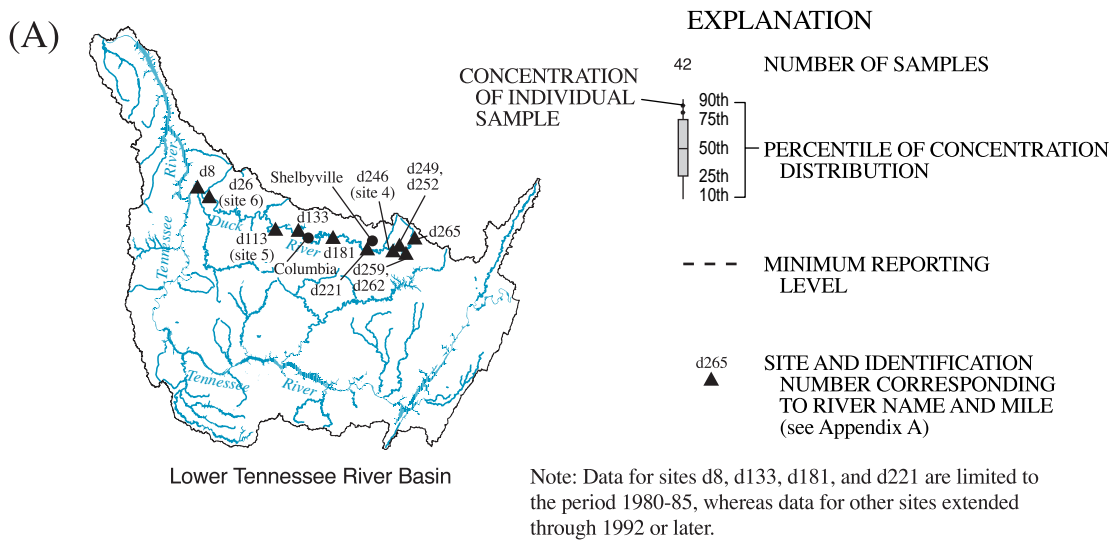 (A)
EXPLANATION
42
NUMBER OF SAMPLES
CONCENTRATION
OF INDIVIDUAL
SAMPLE
90th
75th
50th
25th
10th
PERCENTILE OF CONCENTRATION
DISTRIBUTION
MINIMUM REPORTING
LEVEL
d265
SITE AND IDENTIFICATION
NUMBER CORRESPONDING
TO RIVER NAME AND MILE
(see Appendix A)
River
Tennessee
d8
d26
(site 6)
Duck
River
Shelbyville
d246
(site 4)
d249,
d252
d133
d265
d113
(site 5)
Columbia
d181
d221
d259,
d262
Tennessee
River
Lower Tennessee River Basin
Note: Data for sites d8, d133, d181, and d221 are limited to
the period 1980-85, whereas data for other sites extended
through 1992 or later.